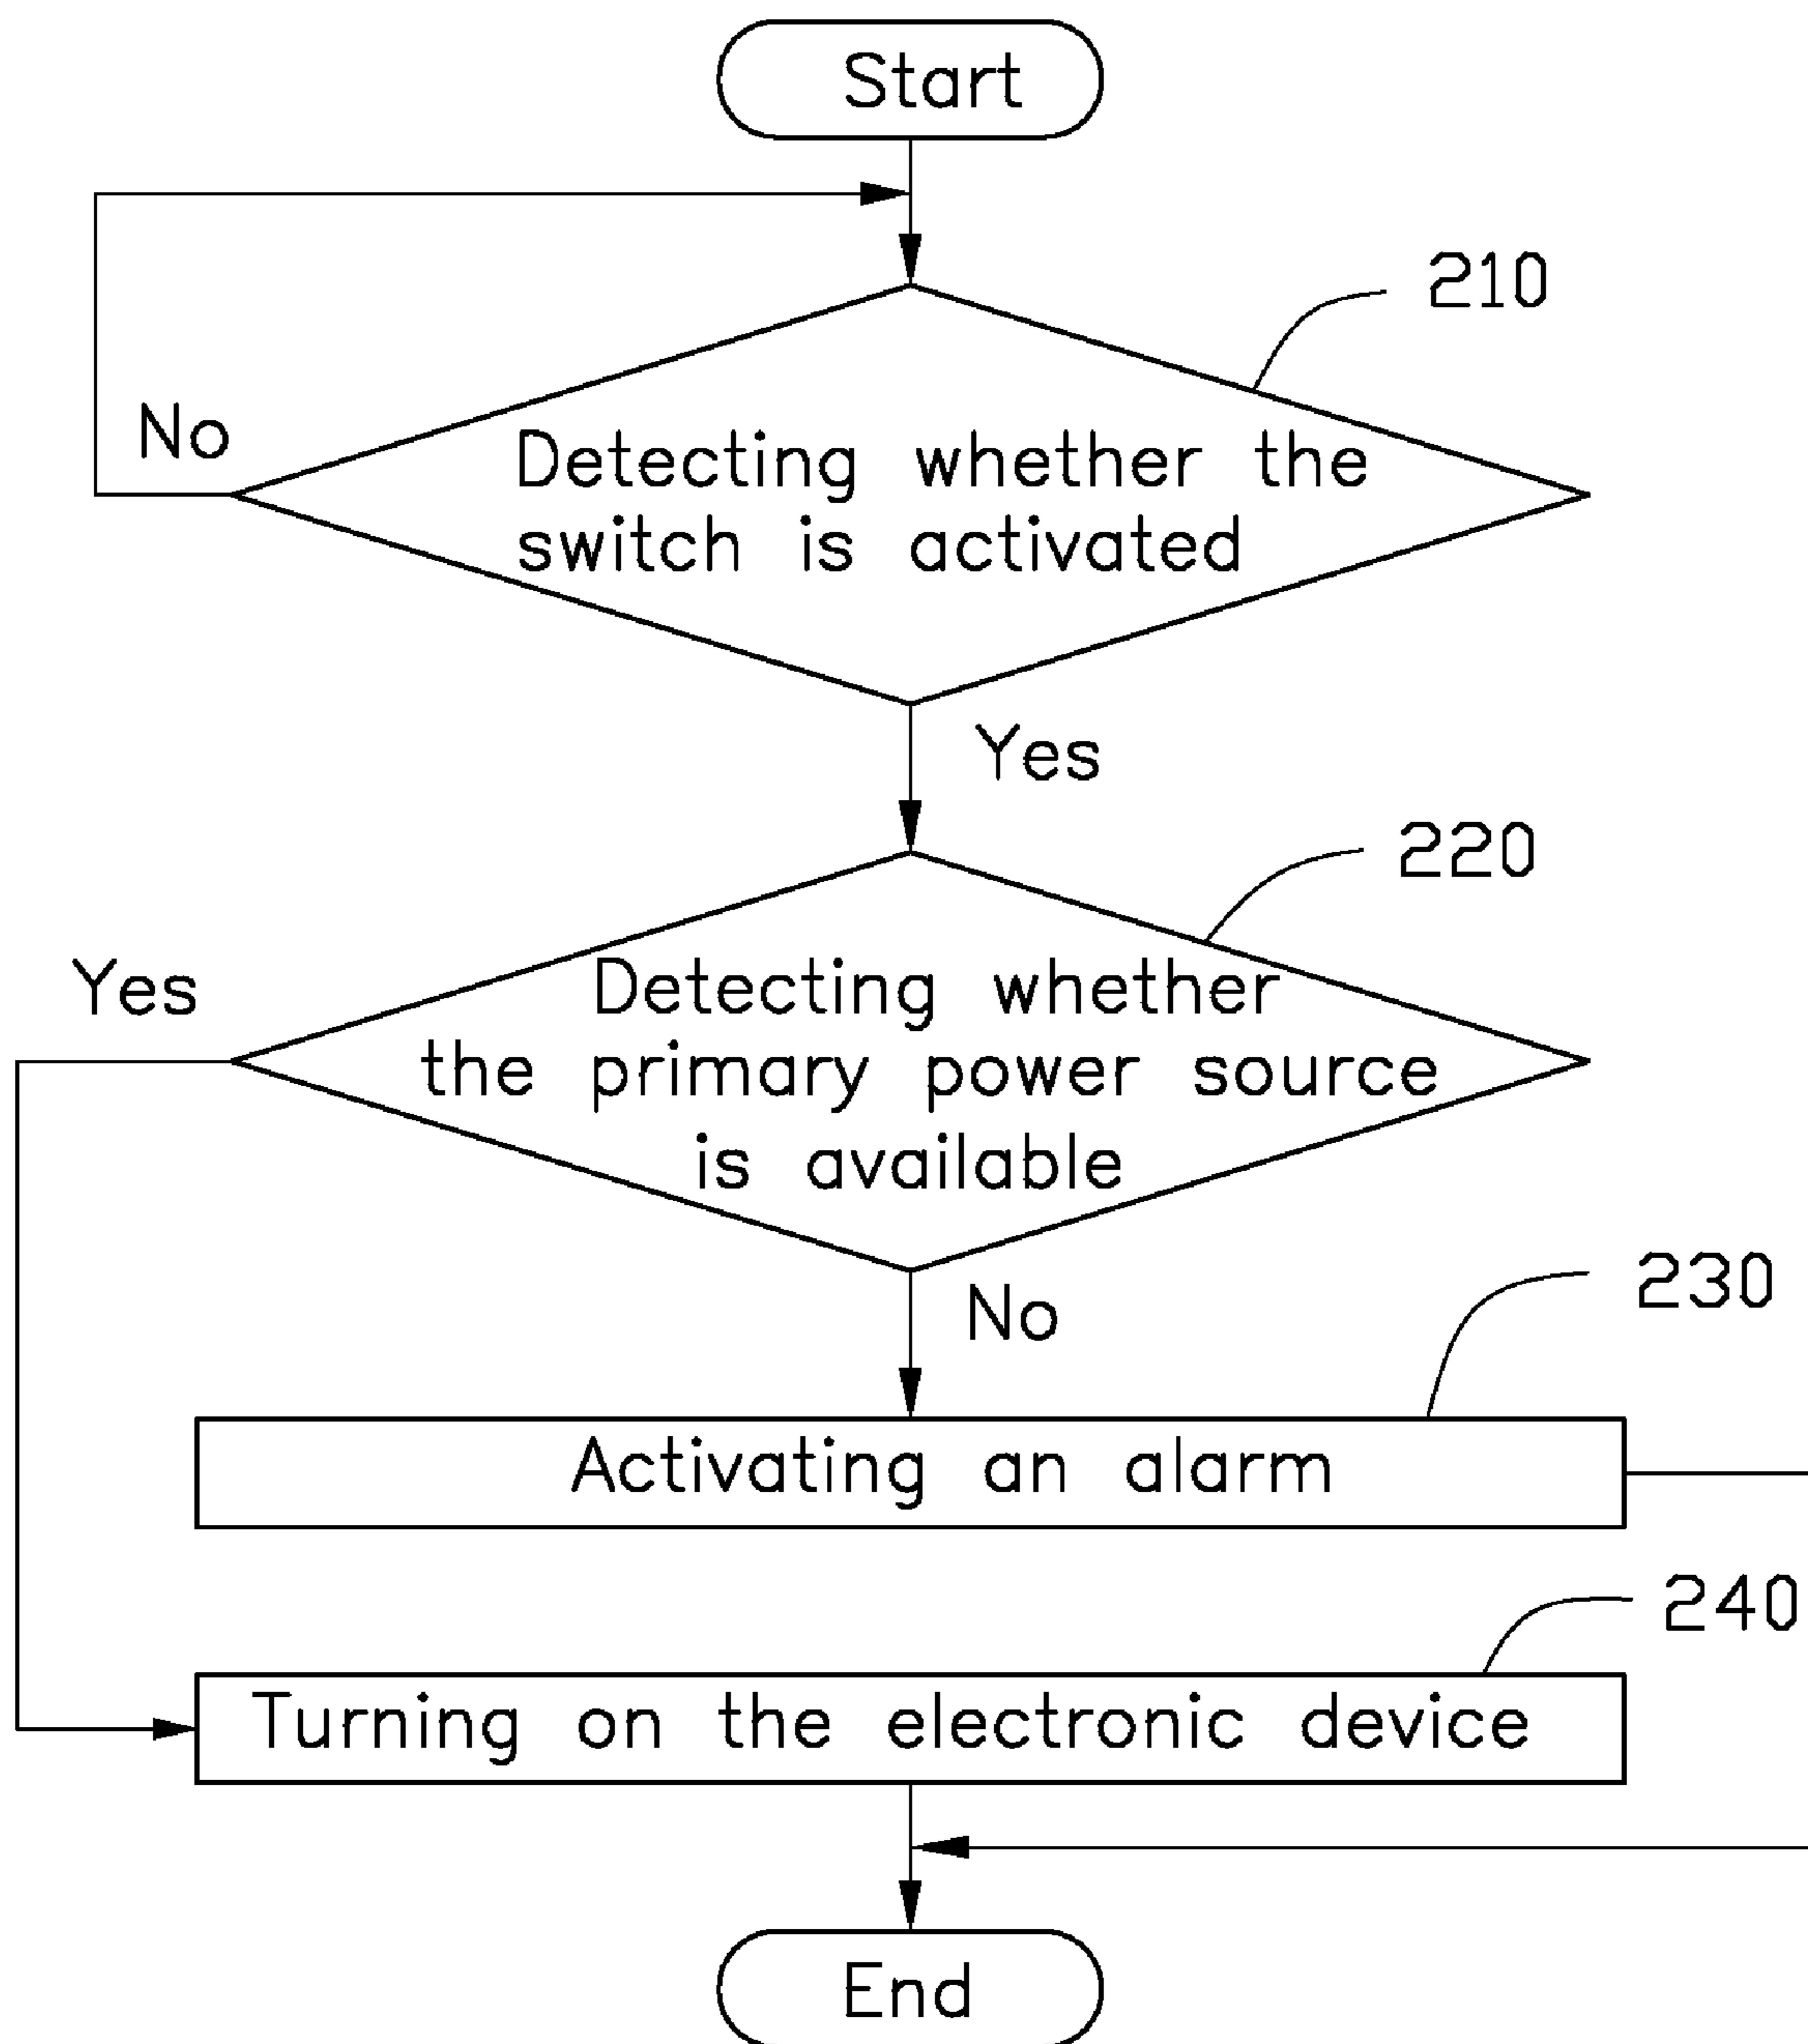 Start
210
No
Detecting whether the
switch is activated
Yes
220
Yes
Detecting whether
the primary power source
is available
No
230
Activating an alarm
240
Turning on the electronic device
End